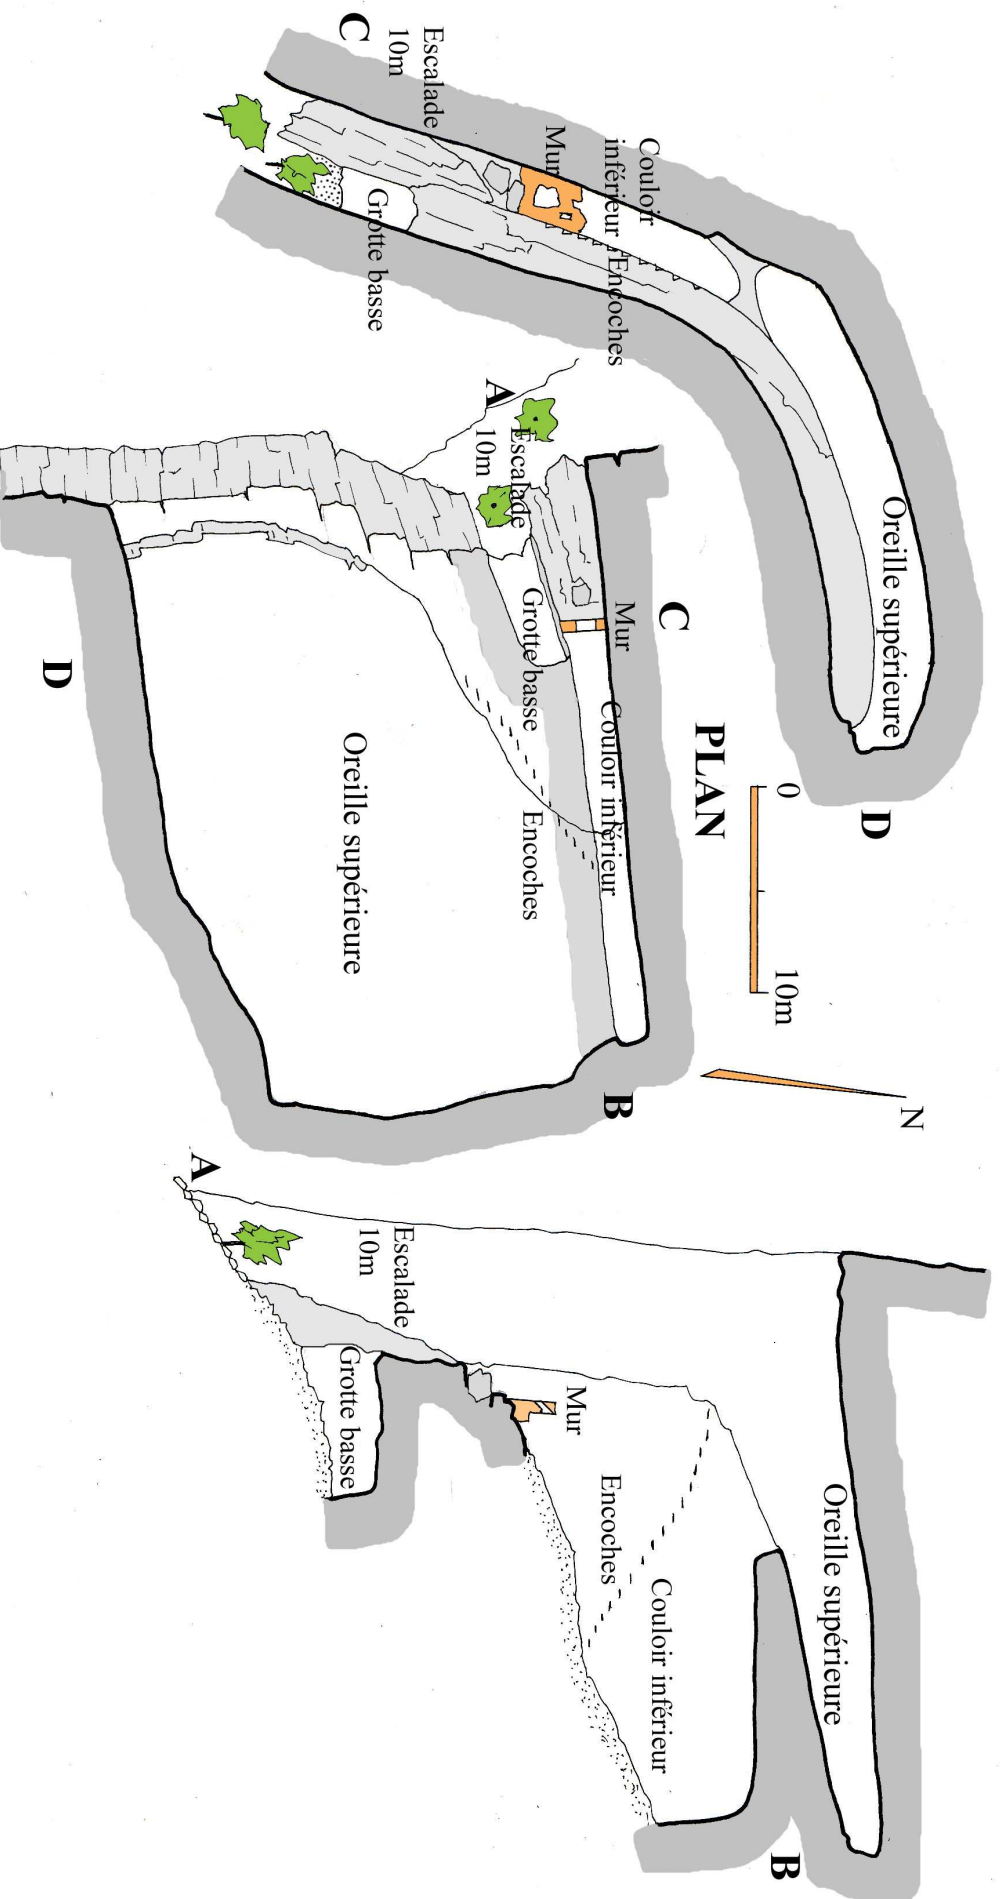 Oreille supérieure
D
Couloir
inférieur
Encoches
Mur
Escalade
10m
Grotte basse
C
N
0 10m
PLAN
C
Mur
Couloir inférieur
B
Grotte basse
Encoches
Escalade
10m
A
Oreille supérieure
D
Oreille supérieure
B
Couloir inférieur
Encoches
Mur
Escalade
10m
Grotte basse
A